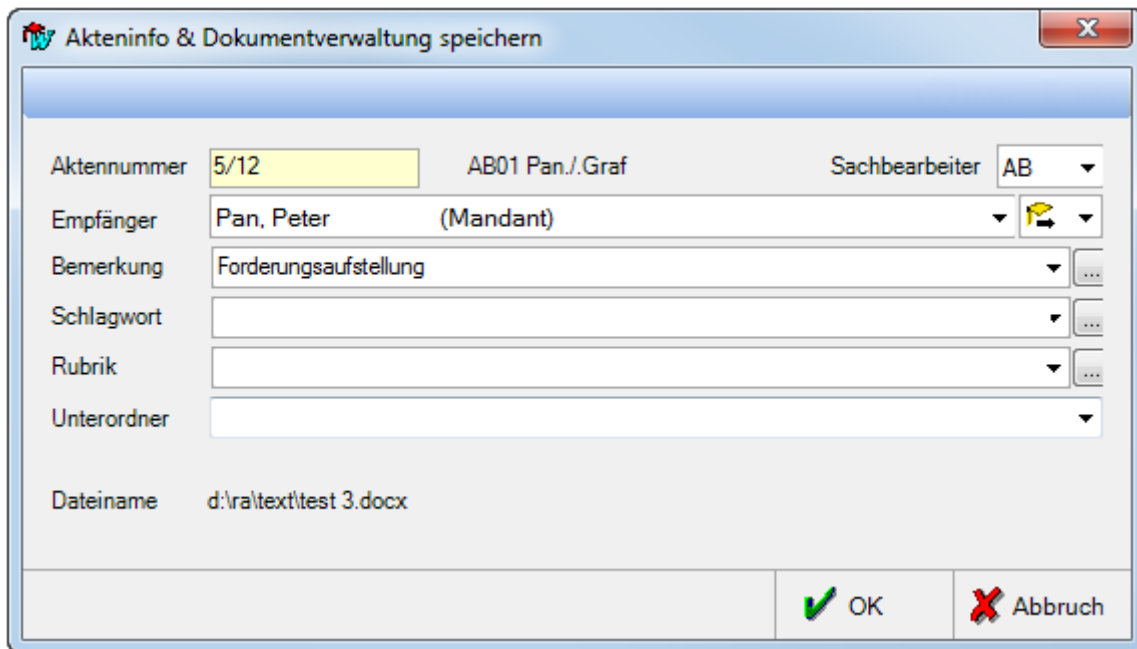 Akteninfo & Dokumentverwaltung speichern
Aktennummer 5/12 AB01 Pan./.Graf Sachbearbeiter AB
Empfänger Pan, Peter (Mandant)
Bemerkung Forderungsaufstellung ...
Schlagwort ...
Rubrik ...
Unterordner
Dateiname d:\ra\text\test 3.docx
OK Abbruch